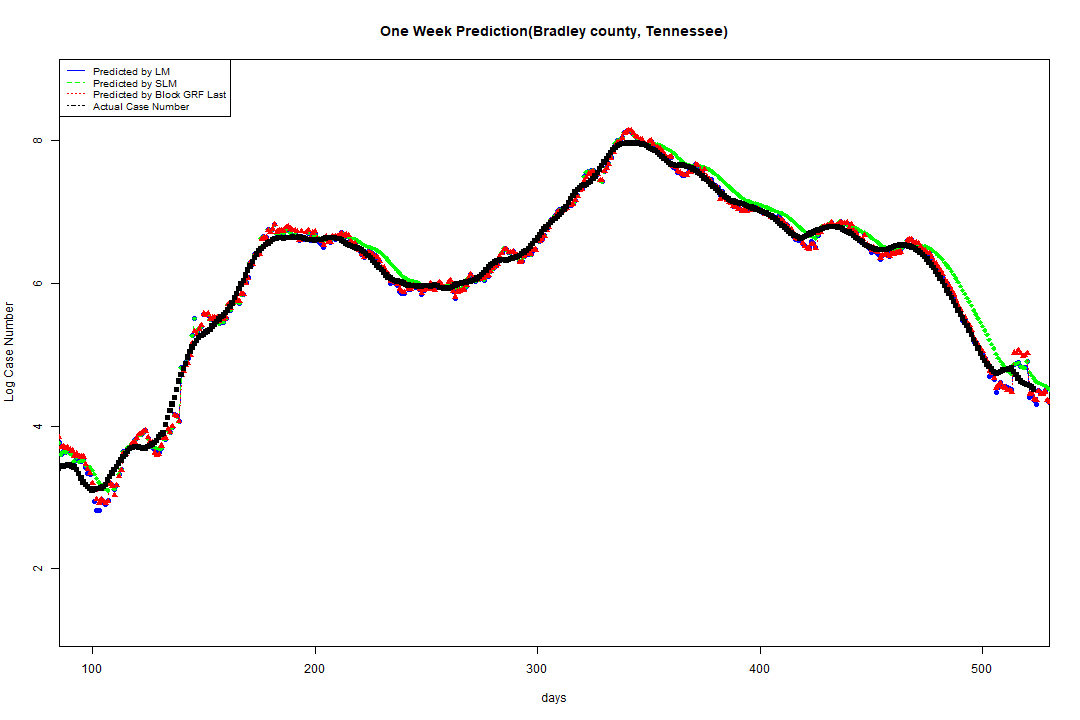 One Week Prediction(Bradley county, Tennessee)
Predicted by LM
Predicted by SLM
Predicted by Block GRF Last
Actual Case Number
8
6
4
2
Log Case Number
100 200 300 400 500
days